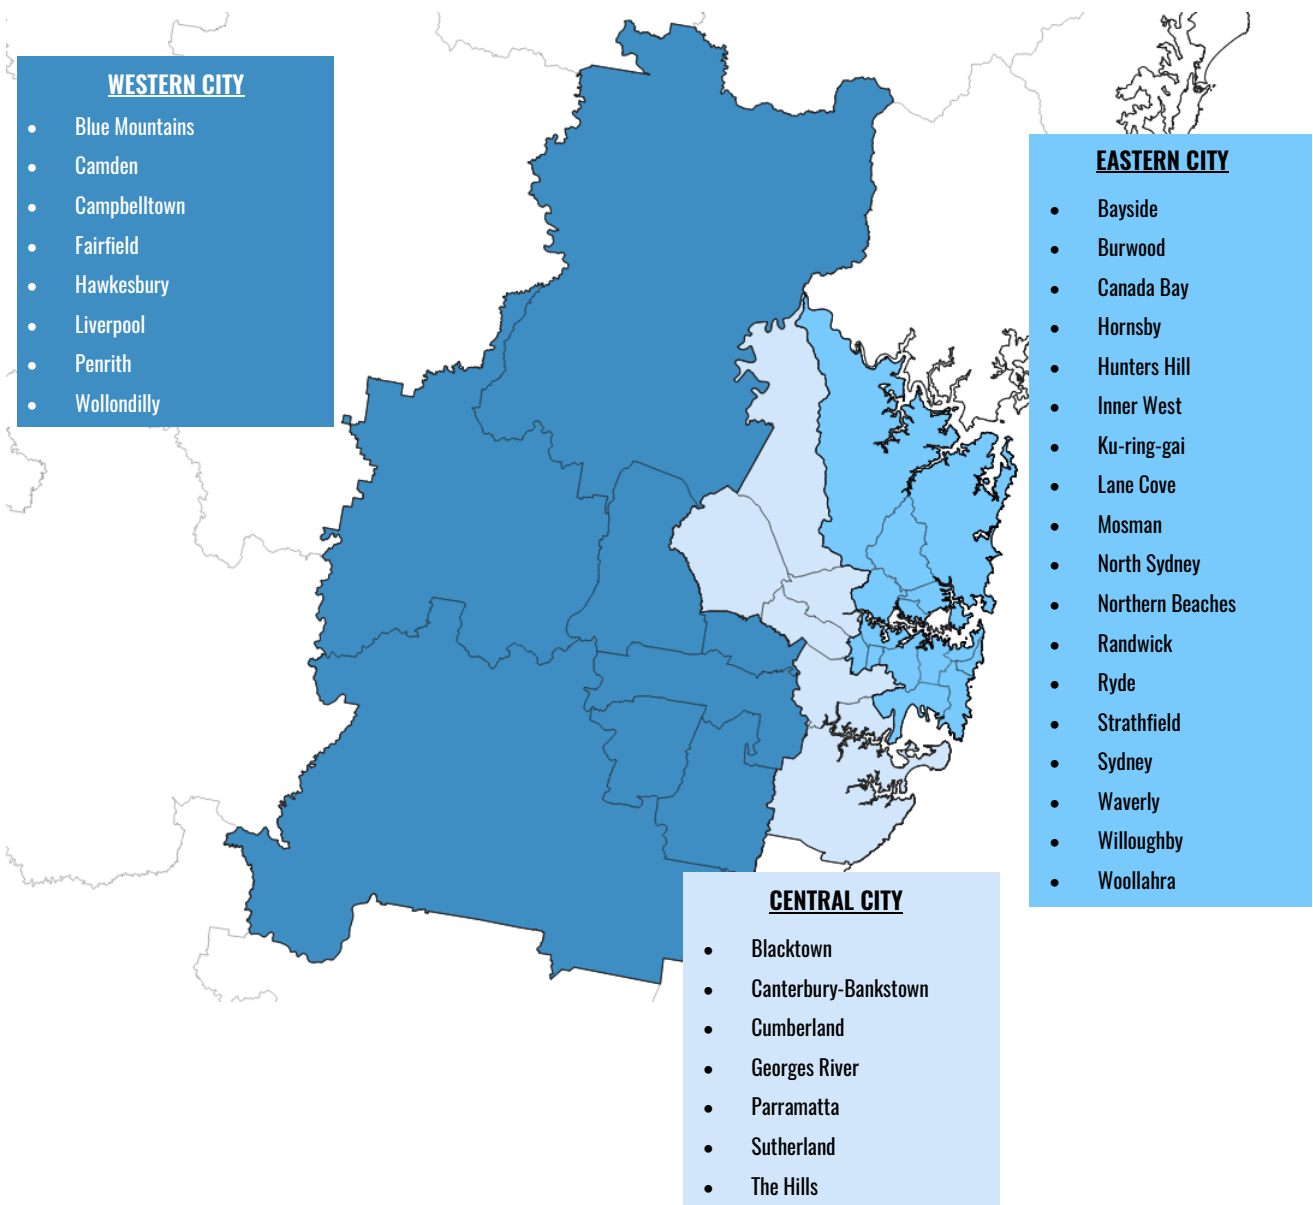 WESTERN CITY
• Blue Mountains
• Camden
• Campbelltown
• Fairfield
• Hawkesbury
• Liverpool
• Penrith
• Wollondilly
EASTERN CITY
• Bayside
• Burwood
• Canada Bay
• Hornsby
• Hunters Hill
• Inner West
• Ku-ring-gai
• Lane Cove
• Mosman
• North Sydney
• Northern Beaches
• Randwick
• Ryde
• Strathfield
• Sydney
• Waverly
• Willoughby
• Woollahra
CENTRAL CITY
• Blacktown
• Canterbury-Bankstown
• Cumberland
• Georges River
• Parramatta
• Sutherland
• The Hills